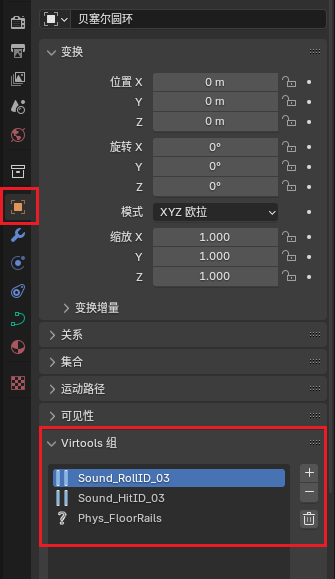 贝塞尔圆环
变换
位置 X 0 m
Y 0 m
Z 0 m
旋转 X 0°
Y 0°
Z 0°
模式 XYZ 欧拉
缩放 X 1.000
Y 1.000
Z 1.000
变换增量
关系
集合
运动路径
可见性
Virtools 组
Sound_RollID_03
Sound_HitID_03
Phys_FloorRails